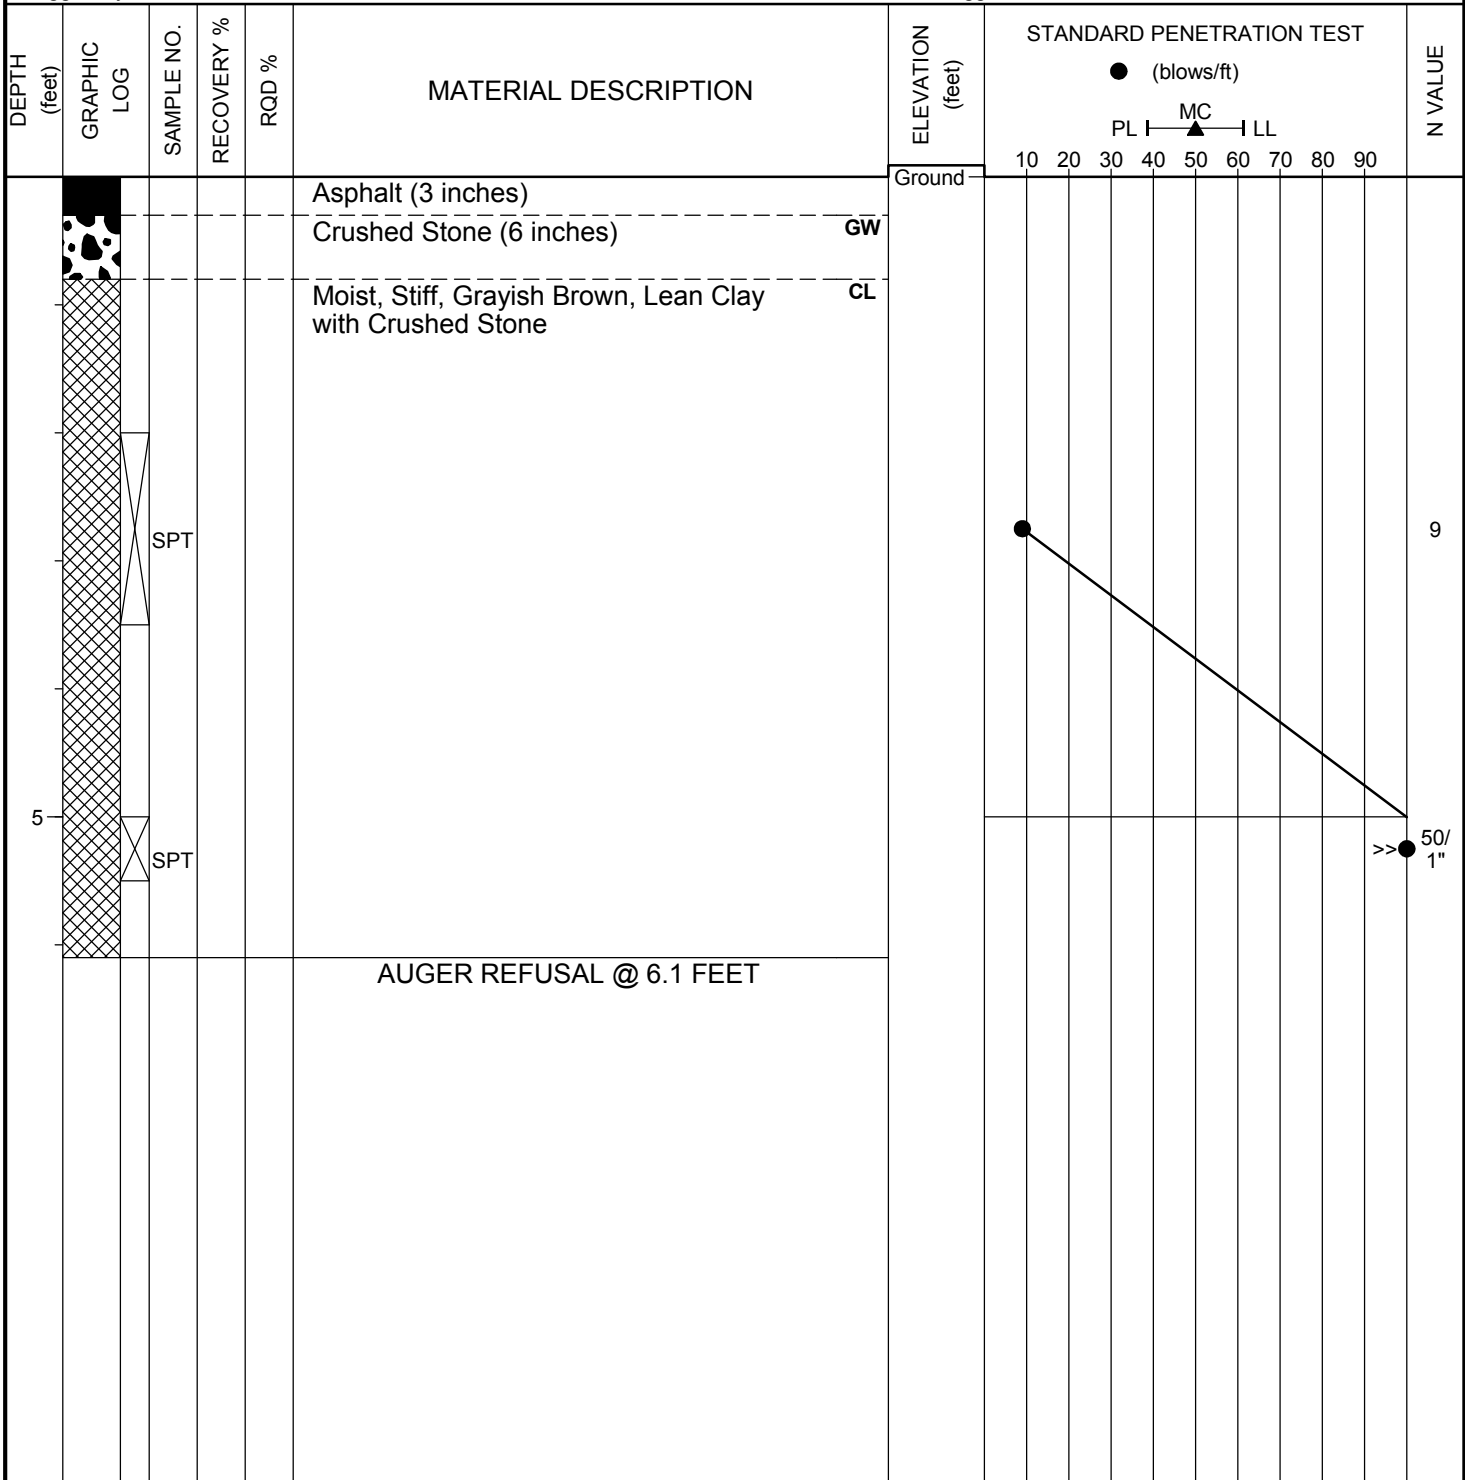 DEPTH
(feet)
GRAPHIC
LOG
SAMPLE NO.
RECOVERY %
RQD %
MATERIAL DESCRIPTION
ELEVATION
(feet)
STANDARD PENETRATION TEST
(blows/ft)
MC
PL LL
10 20 30 40 50 60 70 80 90
N VALUE
Ground
Asphalt (3 inches)
Crushed Stone (6 inches) GW
Moist, Stiff, Grayish Brown, Lean Clay CL
with Crushed Stone
SPT 9
5
SPT >> 50/
1"
AUGER REFUSAL @ 6.1 FEET